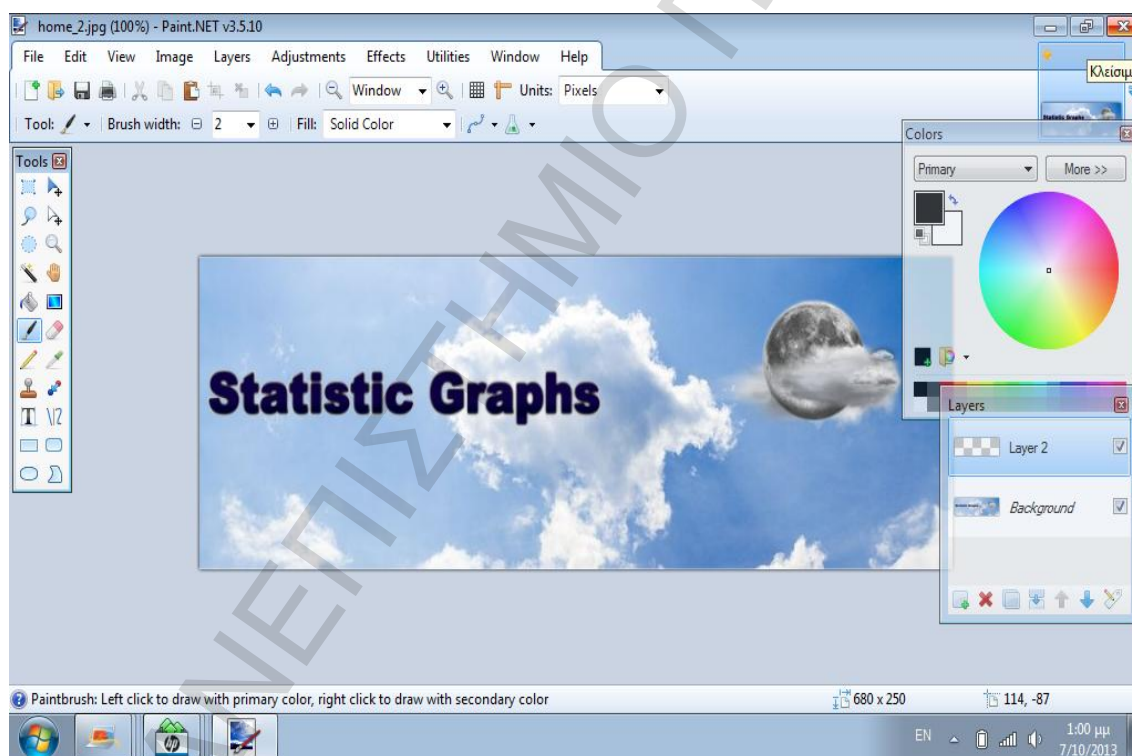 home_2.jpg (100%) - Paint.NET v3.5.10
File Edit View Image Layers Adjustments Effects Utilities Window Help
Κλείσιμ
Window Units: Pixels
Tool: Brush width: 2 Fill: Solid Color
Colors
Tools
Primary More >>
Statistic Graphs
Layers
Layer 2
Background
Paintbrush: Left click to draw with primary color, right click to draw with secondary color 680 x 250 114, -87
EN 1:00 μμ
7/10/2013
ΑΝΕΠΙΣΤΗΜΙΟ Π